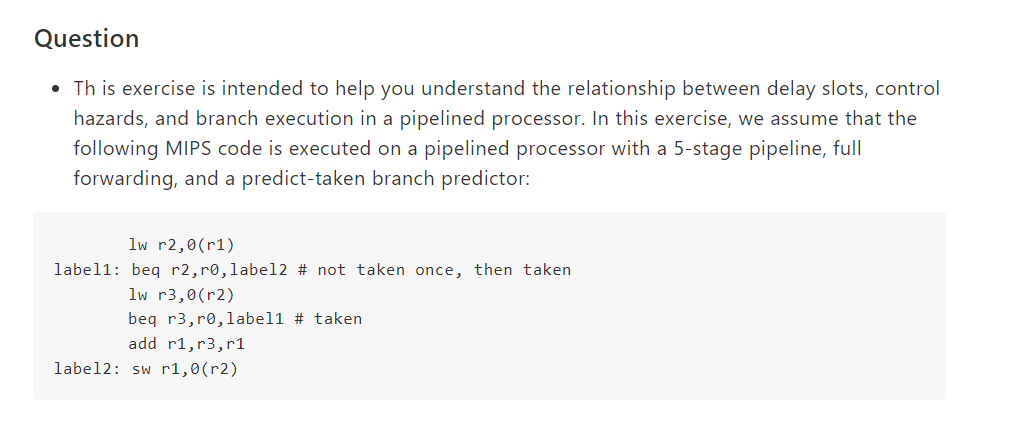 Question
• Th is exercise is intended to help you understand the relationship between delay slots, control
hazards, and branch execution in a pipelined processor. In this exercise, we assume that the
following MIPS code is executed on a pipelined processor with a 5-stage pipeline, full
forwarding, and a predict-taken branch predictor:
lw r2,0(r1)
label1: beq r2,r0,label2 # not taken once, then taken
lw r3,0(r2)
beq r3,r0,label1 # taken
add r1,r3,r1
label2: sw r1,0(r2)